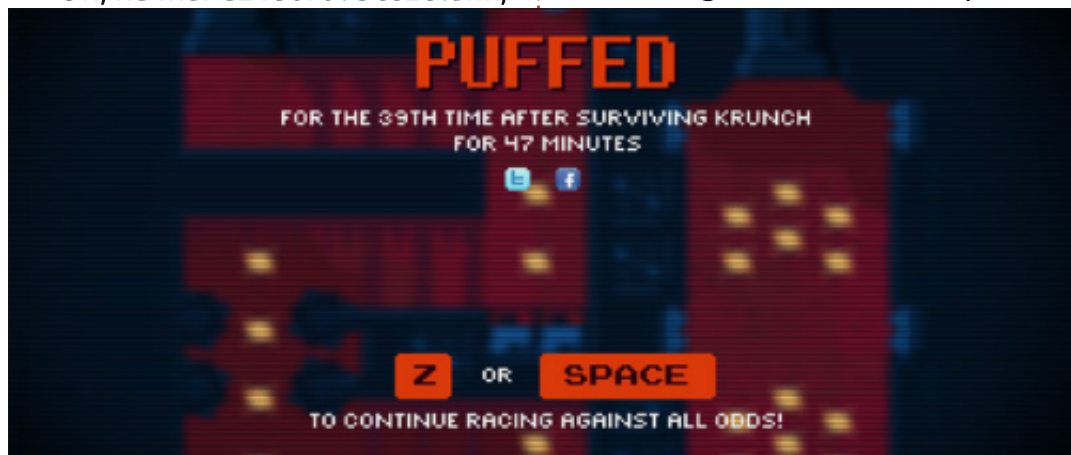 PUFFED
FOR THE 39TH TIME AFTER SURVIVING KRUNCH
FOR 47 MINUTES
Z OR SPACE
TO CONTINUE RACING AGAINST ALL ODDS!